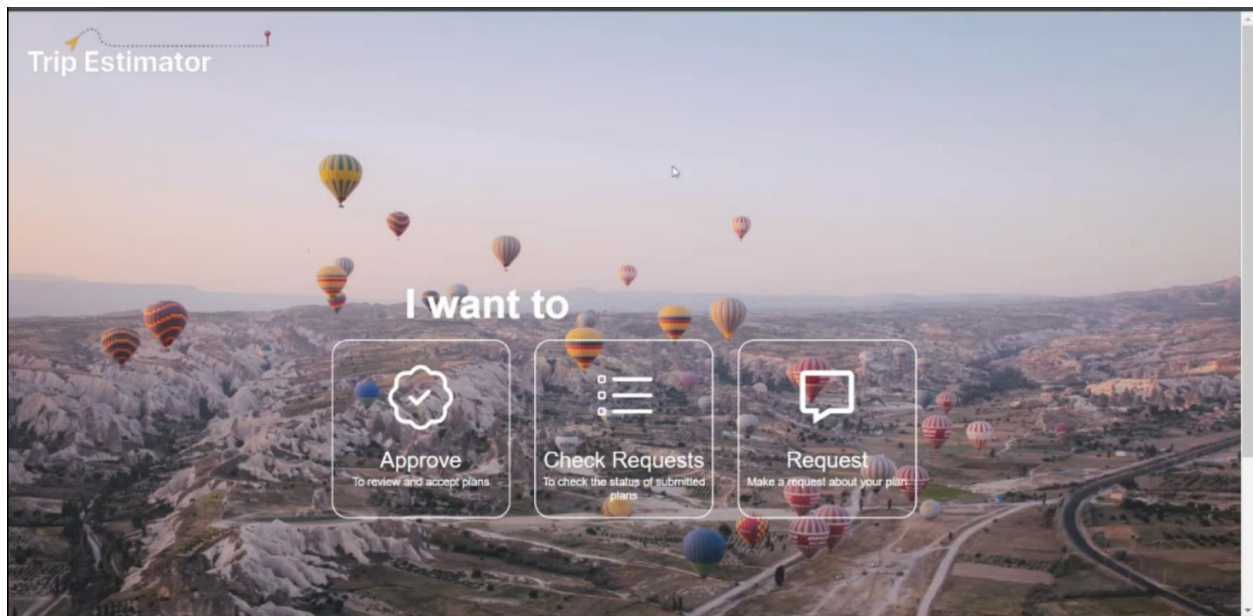 Trip Estimator
I want to
Approve
To review and accept plans
Check Requests
To check the status of submitted
plans
Request
Make a request about your plan